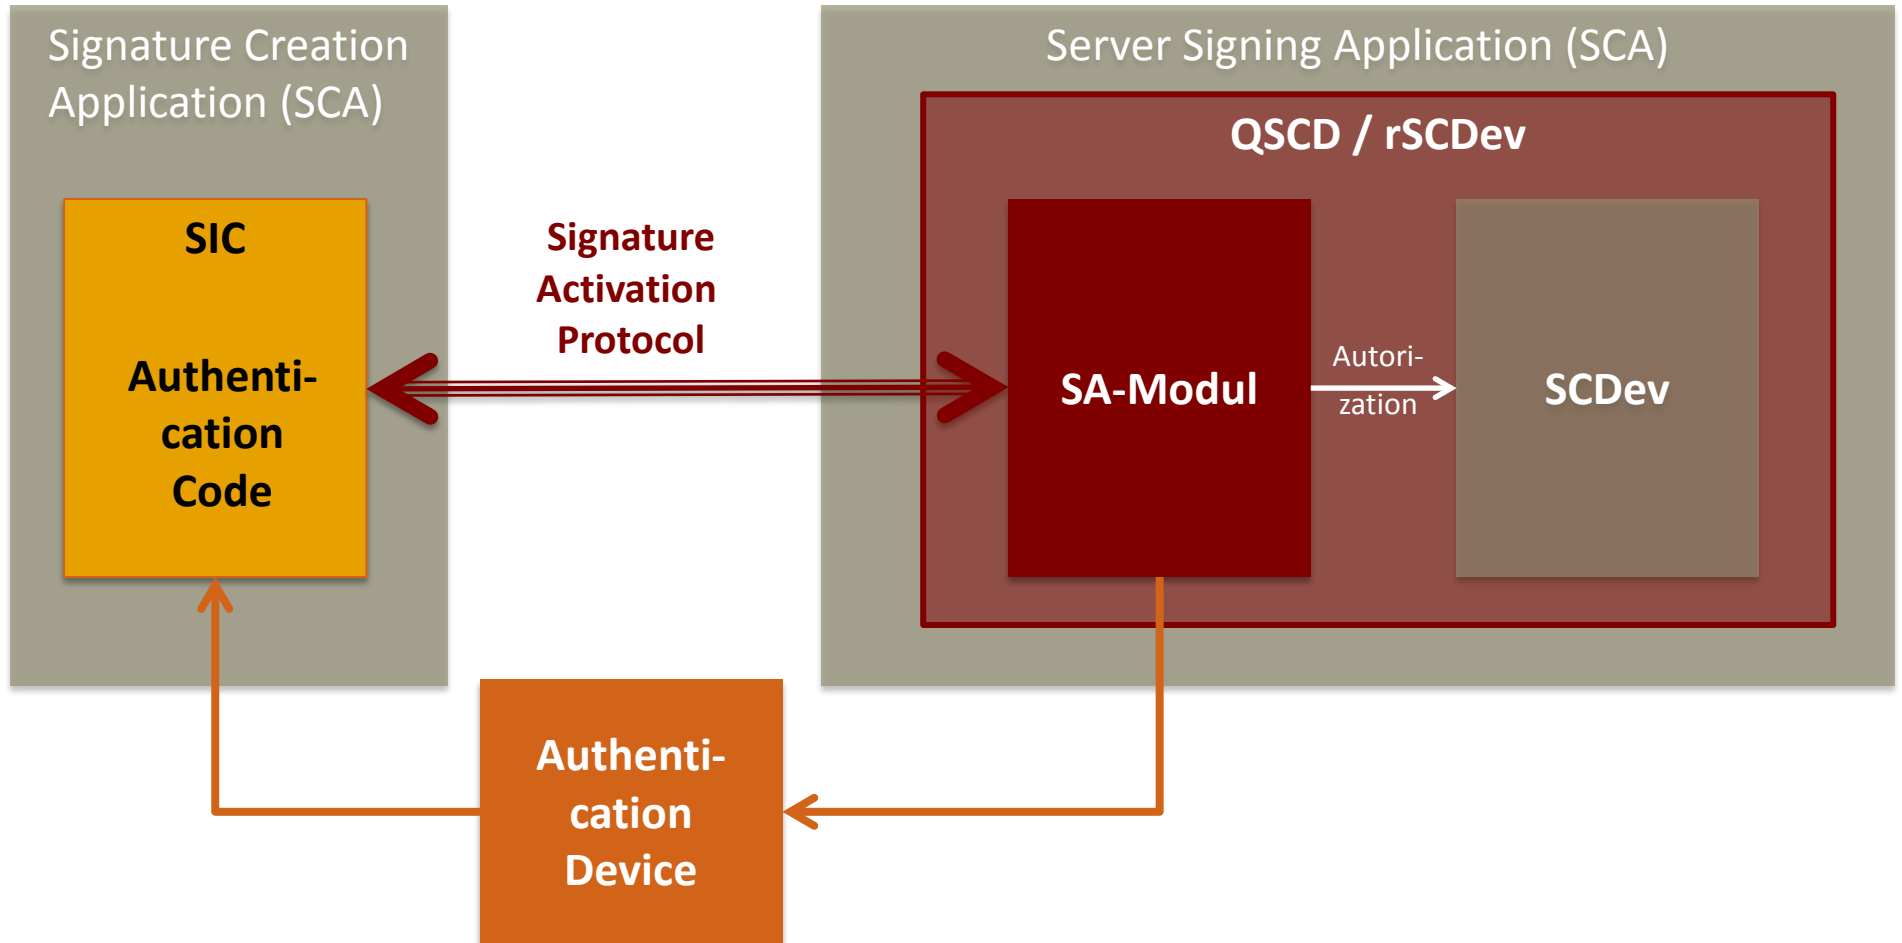 Signature Creation
Application (SCA)
SIC
Authenti-
cation
Code
Signature
Activation
Protocol
Server Signing Application (SCA)
QSCD / rSCDev
SA-Modul
Autori-
zation
SCDev
Authenti-
cation
Device